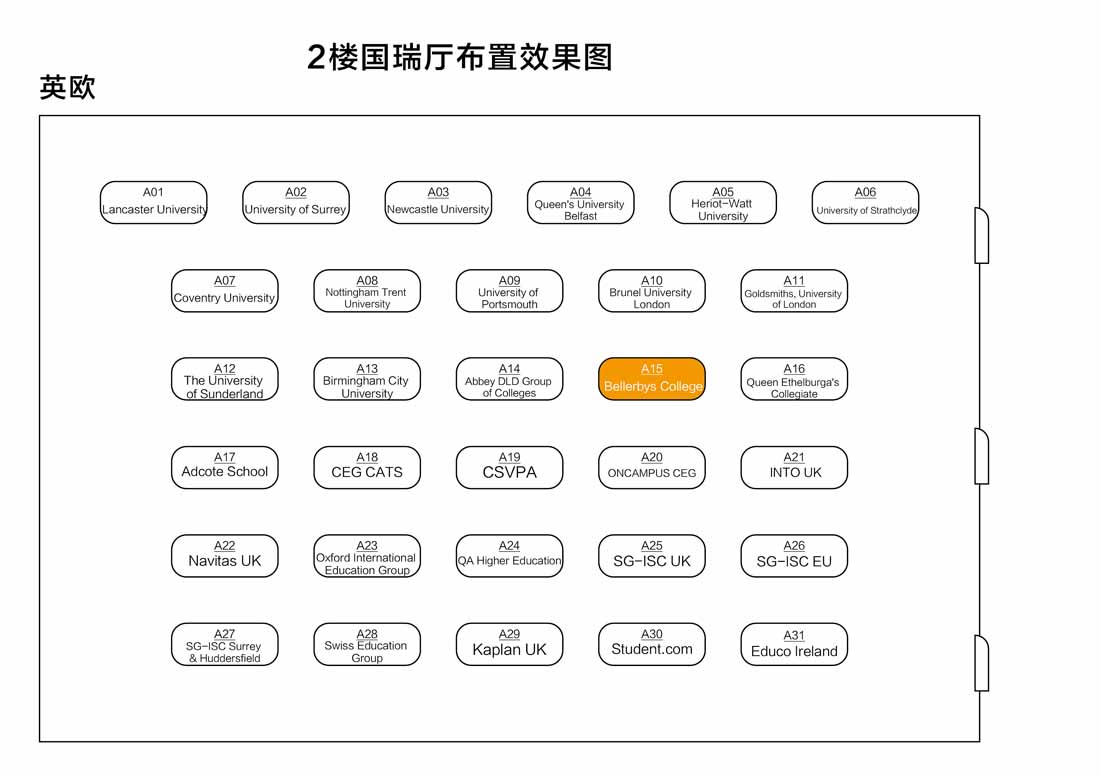 2楼国瑞厅布置效果图
英欧
A01
Lancaster University
A02
University of Surrey
A03
Newcastle University
A04
Queen's University
Belfast
A05
Heriot-Watt
University
A06
University of Strathclyde
A07
Coventry University
A08
Nottingham Trent
University
A09
University of
Portsmouth
A10
Brunel University
London
A11
Goldsmiths, University
of London
A12
The University
of Sunderland
A13
Birmingham City
University
A14
Abbey DLD Group
of Colleges
A15
Bellerbys College
A16
Queen Ethelburga's
Collegiate
A17
Adcote School
A18
CEG CATS
A19
CSVPA
A20
ONCAMPUS CEG
A21
INTO UK
A22
Navitas UK
A23
Oxford International
Education Group
A24
QA Higher Education
A25
SG-ISC UK
A26
SG-ISC EU
A27
SG-ISC Surrey
& Huddersfield
A28
Swiss Education
Group
A29
Kaplan UK
A30
Student.com
A31
Educo Ireland